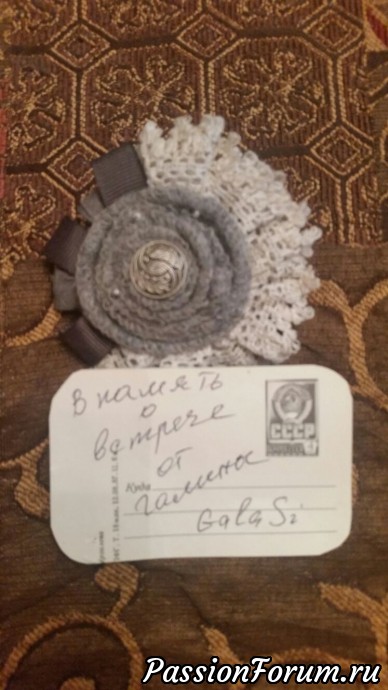 В память
о
встрече
от
Куда
Галины
GalaSi
СССР
PassionForum.ru